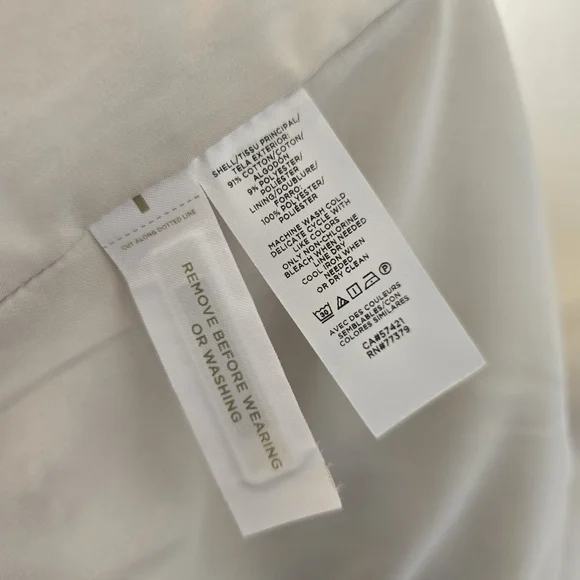 CUT ALONG DOTTED LINE
REMOVE BEFORE WEARING
OR WASHING
SHELL/TISSU PRINCIPAL/
TELA EXTERIOR:
91% COTTON/COTON/
ALGODÓN
9% POLYESTER/
POLIÉSTER
LINING/DOUBLURE/
FORRO:
100% POLYESTER/
POLIÉSTER
MACHINE WASH COLD
DELICATE CYCLE WITH
LIKE COLORS
ONLY NON-CHLORINE
BLEACH WHEN NEEDED
LINE DRY
COOL IRON WHEN
NEEDED
OR DRY CLEAN
30 P
AVEC DES COULEURS
SEMBLABLES/CON
COLORES SIMILARES
CA#57421
RN#77379